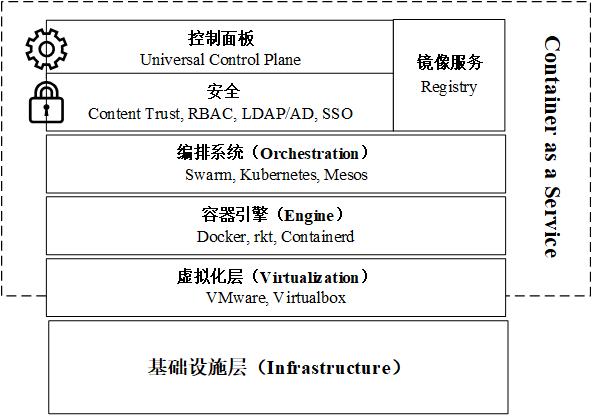 控制面板
Universal Control Plane
安全
Content Trust, RBAC, LDAP/AD, SSO
镜像服务
Registry
编排系统（Orchestration）
Swarm, Kubernetes, Mesos
容器引擎（Engine）
Docker, rkt, Containerd
虚拟化层（Virtualization）
VMware, Virtualbox
基础设施层（Infrastructure）
Container as a Service